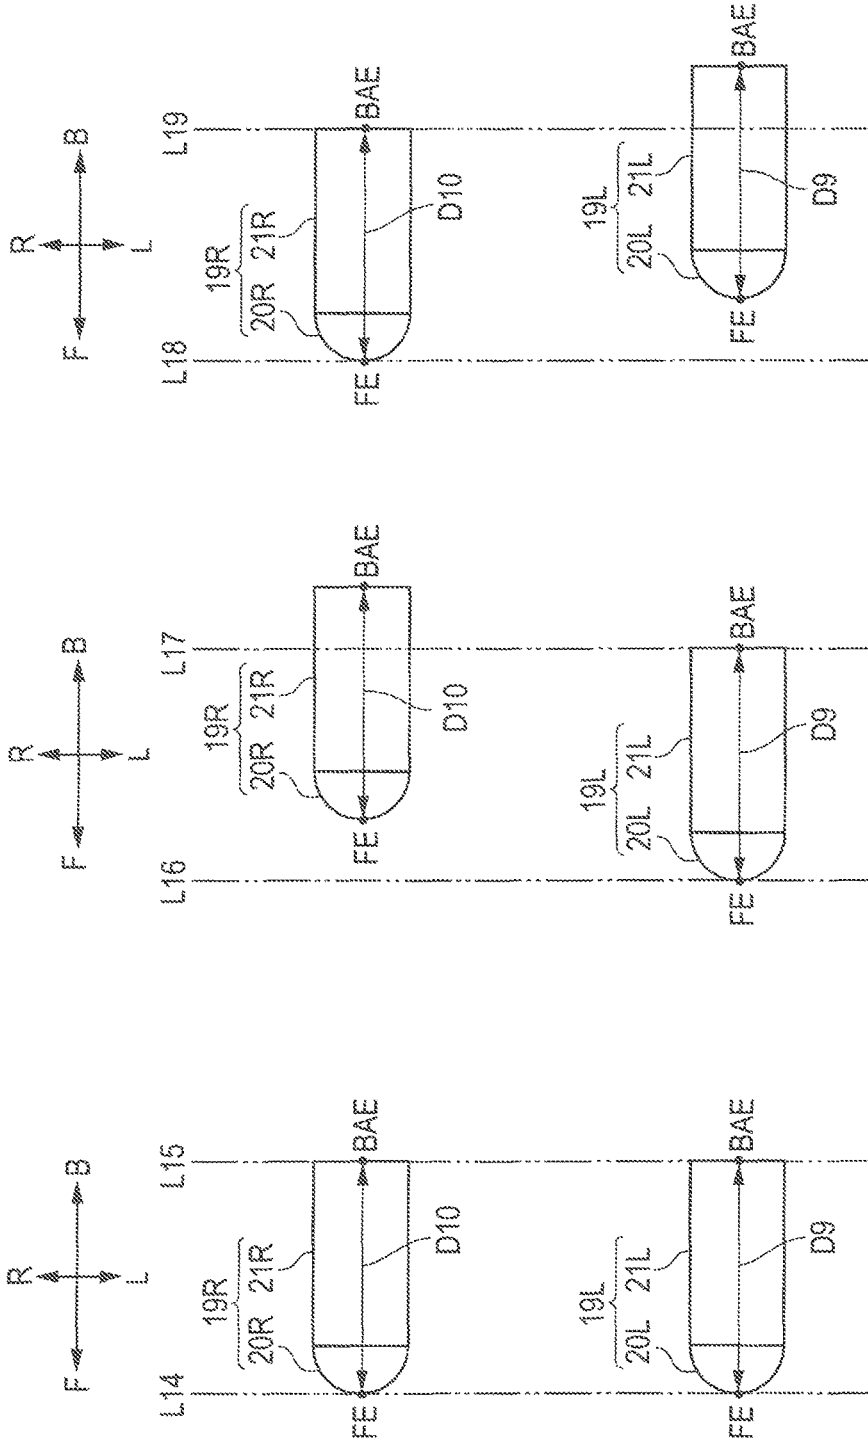 R
F B
L
L18 L19
19R
20R 21R
FE BAE
D10
19L
20L 21L
FE BAE
D9
R
F B
L
L16 L17
19R
20R 21R
FE BAE
D10
19L
20L 21L
FE BAE
D9
R
F B
L
L14 L15
19R
20R 21R
FE BAE
D10
19L
20L 21L
FE BAE
D9